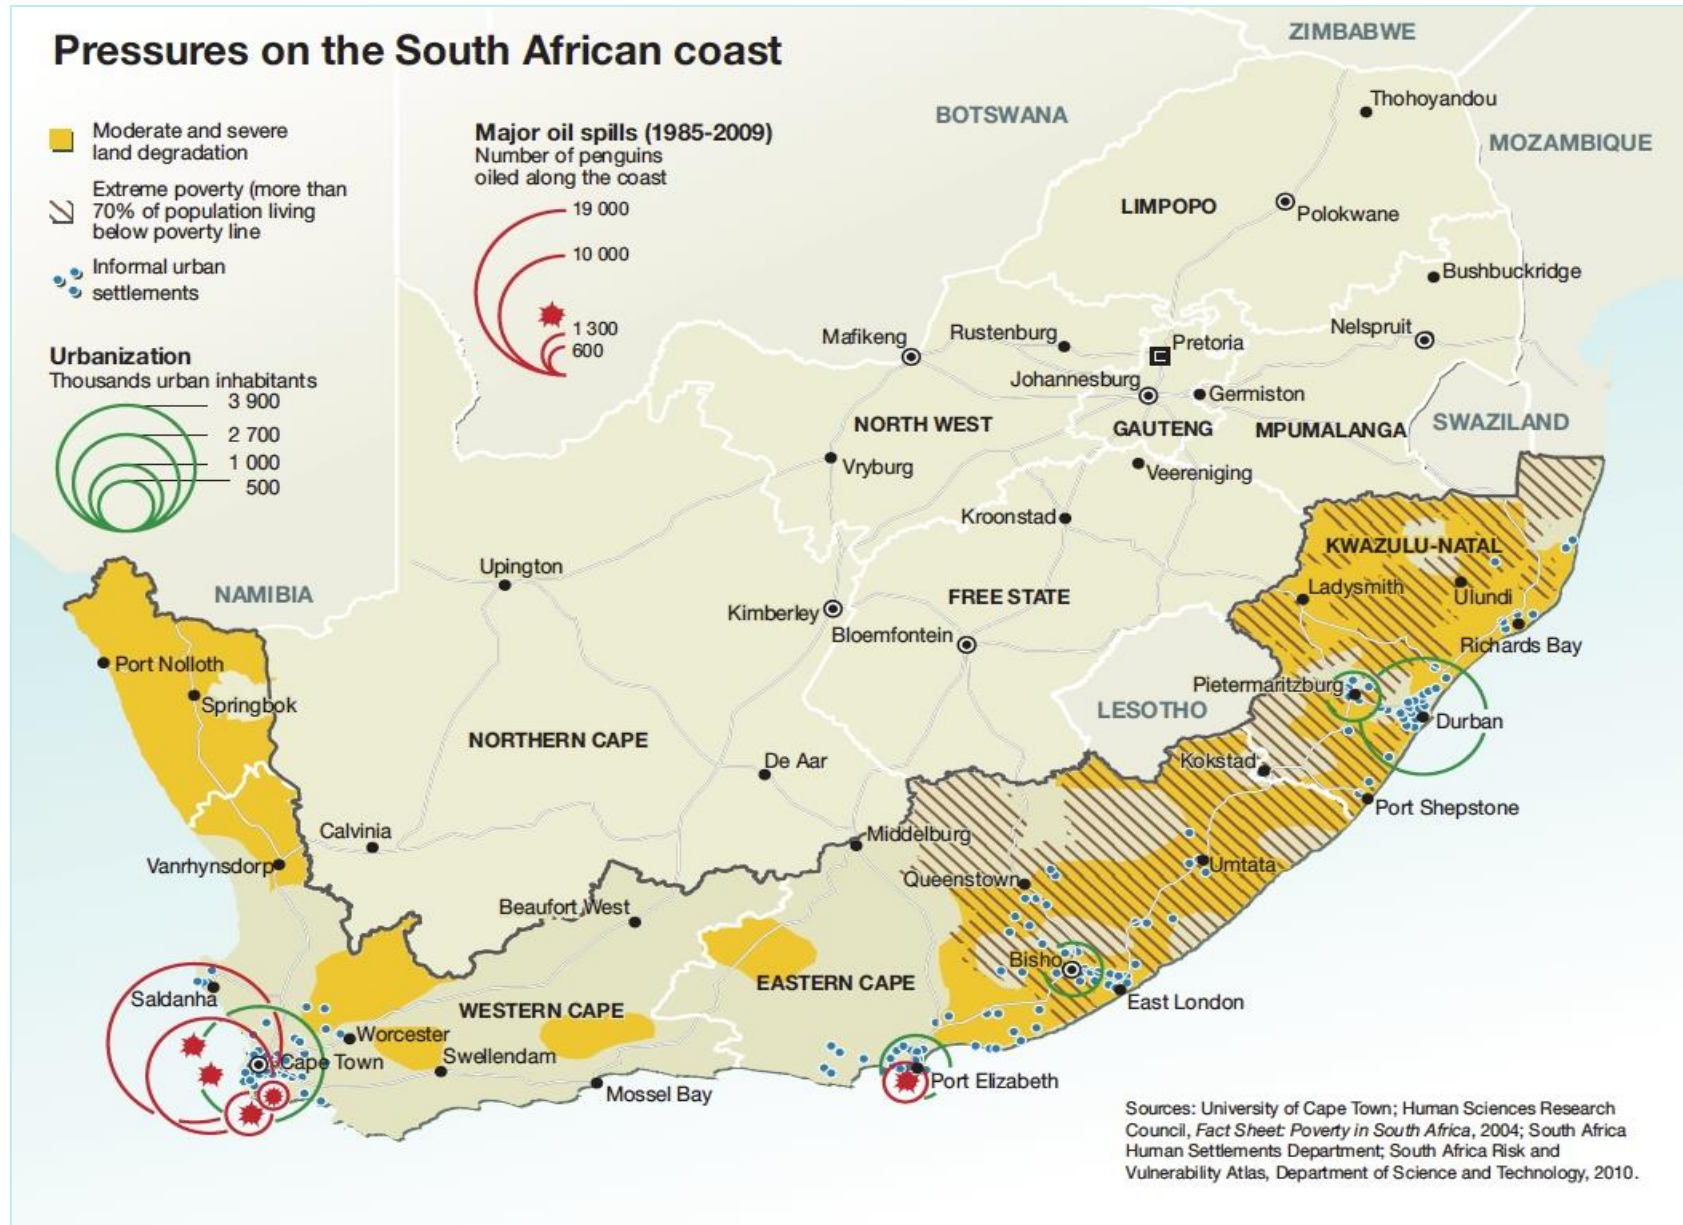 Pressures on the South African coast
Moderate and severe
land degradation
Extreme poverty (more than
70% of population living
below poverty line
Informal urban
settlements
Urbanization
Thousands urban inhabitants
3 900
2 700
1 000
500
Major oil spills (1985-2009)
Number of penguins
oiled along the coast
19 000
10 000
1 300
600
ZIMBABWE
BOTSWANA
MOZAMBIQUE
Thohoyandou
LIMPOPO
Polokwane
Bushbuckridge
Nelspruit
Mafikeng
Rustenburg
C
Pretoria
Johannesburg
Germiston
NORTH WEST
GAUTENG
MPUMALANGA
SWAZILAND
Vryburg
Veereniging
Kroonstad
KWAZULU-NATAL
Upington
NAMIBIA
Kimberley
FREE STATE
Ladysmith
Ulundi
Bloemfontein
Richards Bay
Port Nolloth
Springbok
Pietermaritzburg
LESOTHO
Durban
NORTHERN CAPE
De Aar
Kokstad
Port Shepstone
Calvinia
Middelburg
Vanrhynsdorp
Umtata
Queenstown
Beaufort West
Bisho
EASTERN CAPE
Saldanha
East London
WESTERN CAPE
Worcester
Cape Town
Swellendam
Port Elizabeth
Mossel Bay
Sources: University of Cape Town; Human Sciences Research
Council, Fact Sheet: Poverty in South Africa, 2004; South Africa
Human Settlements Department; South Africa Risk and
Vulnerability Atlas, Department of Science and Technology, 2010.